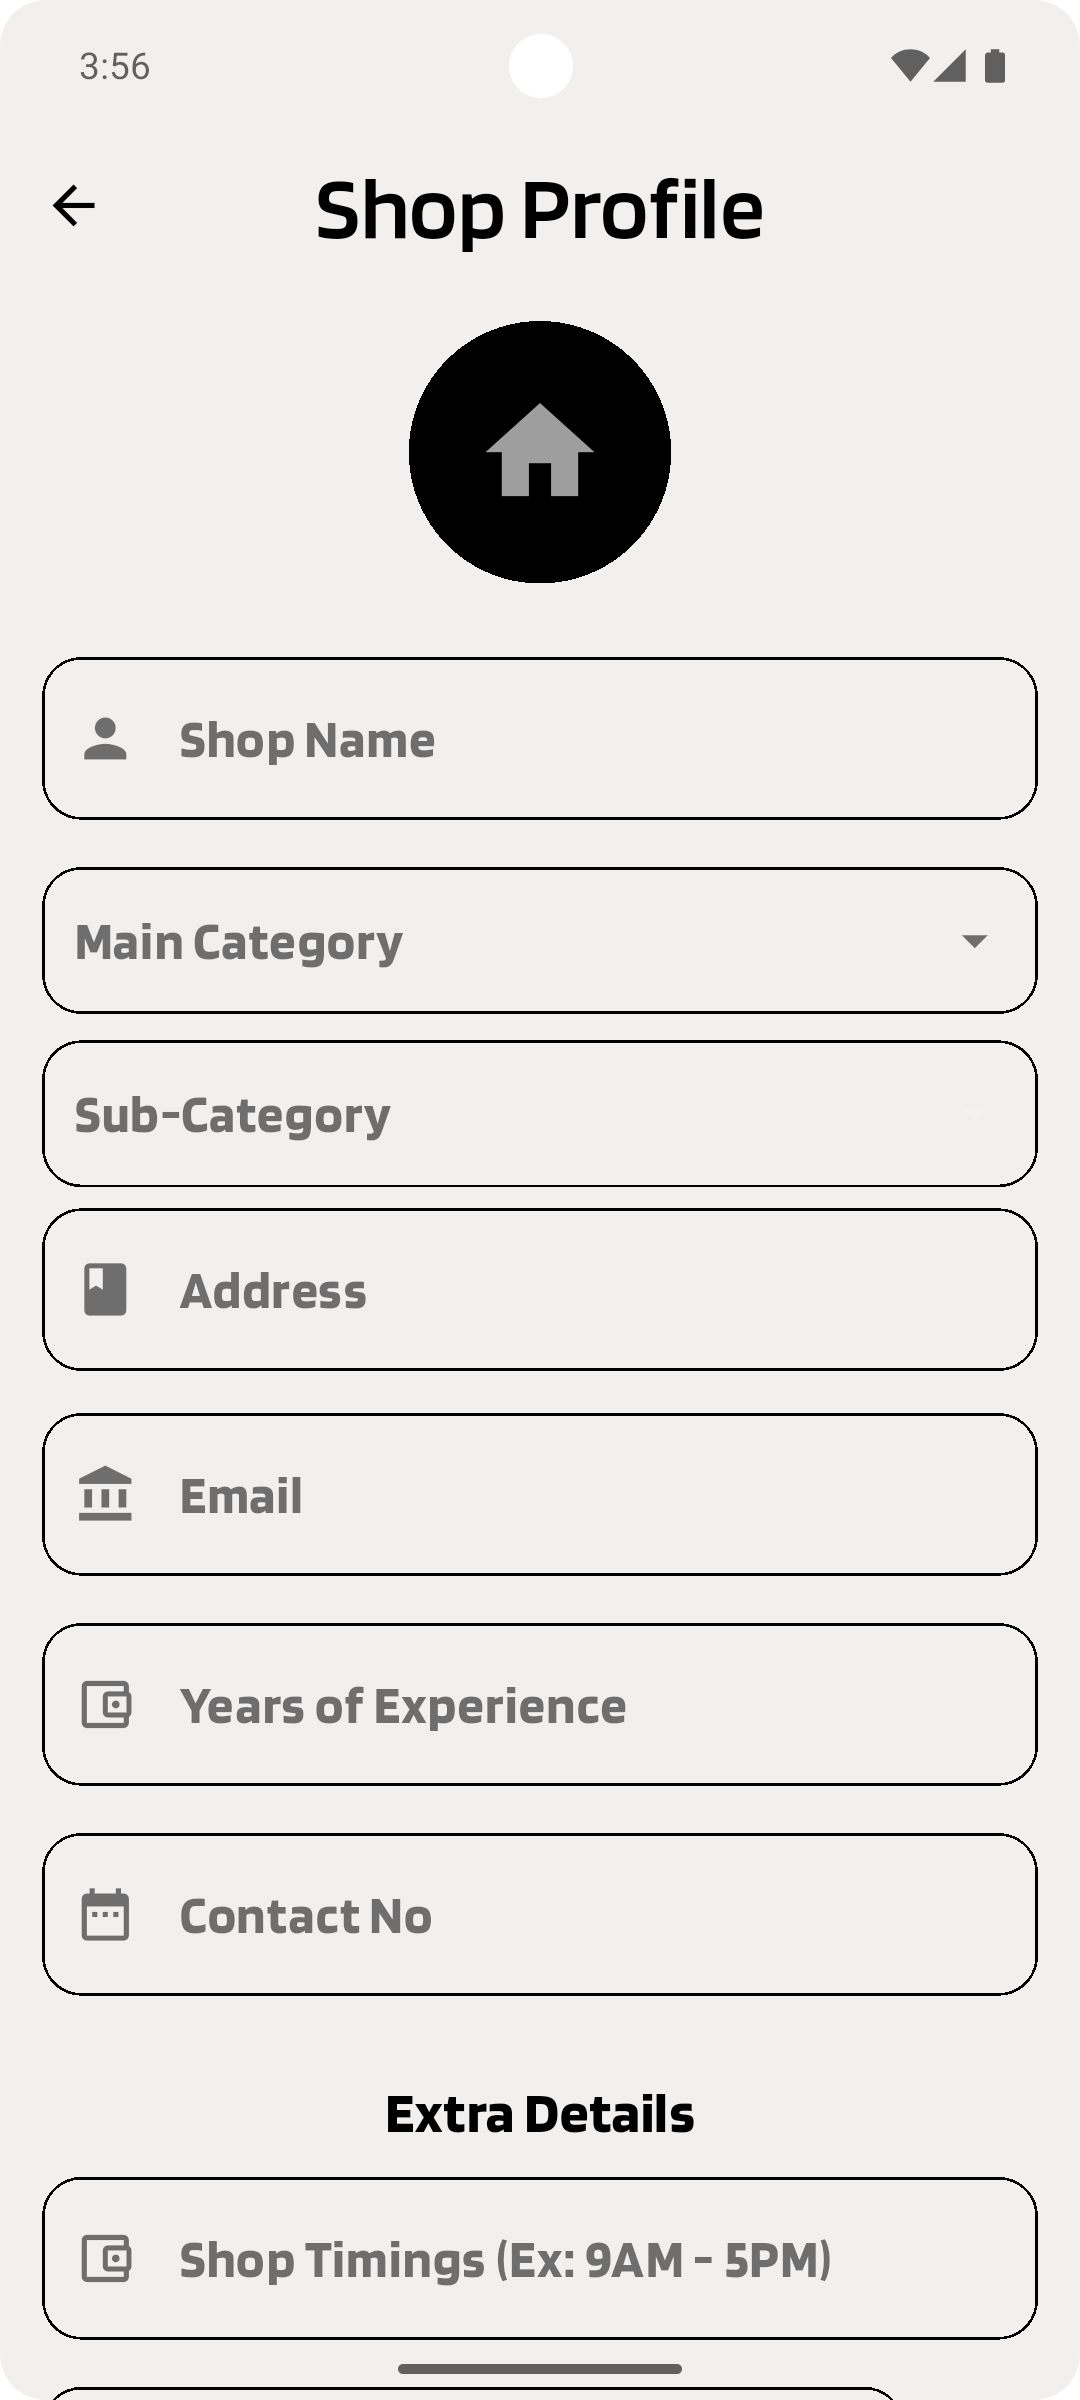 3:56
Shop Profile
Shop Name
Main Category
Sub-Category
Address
Email
Years of Experience
Contact No
Extra Details
Shop Timings (Ex: 9AM - 5PM)